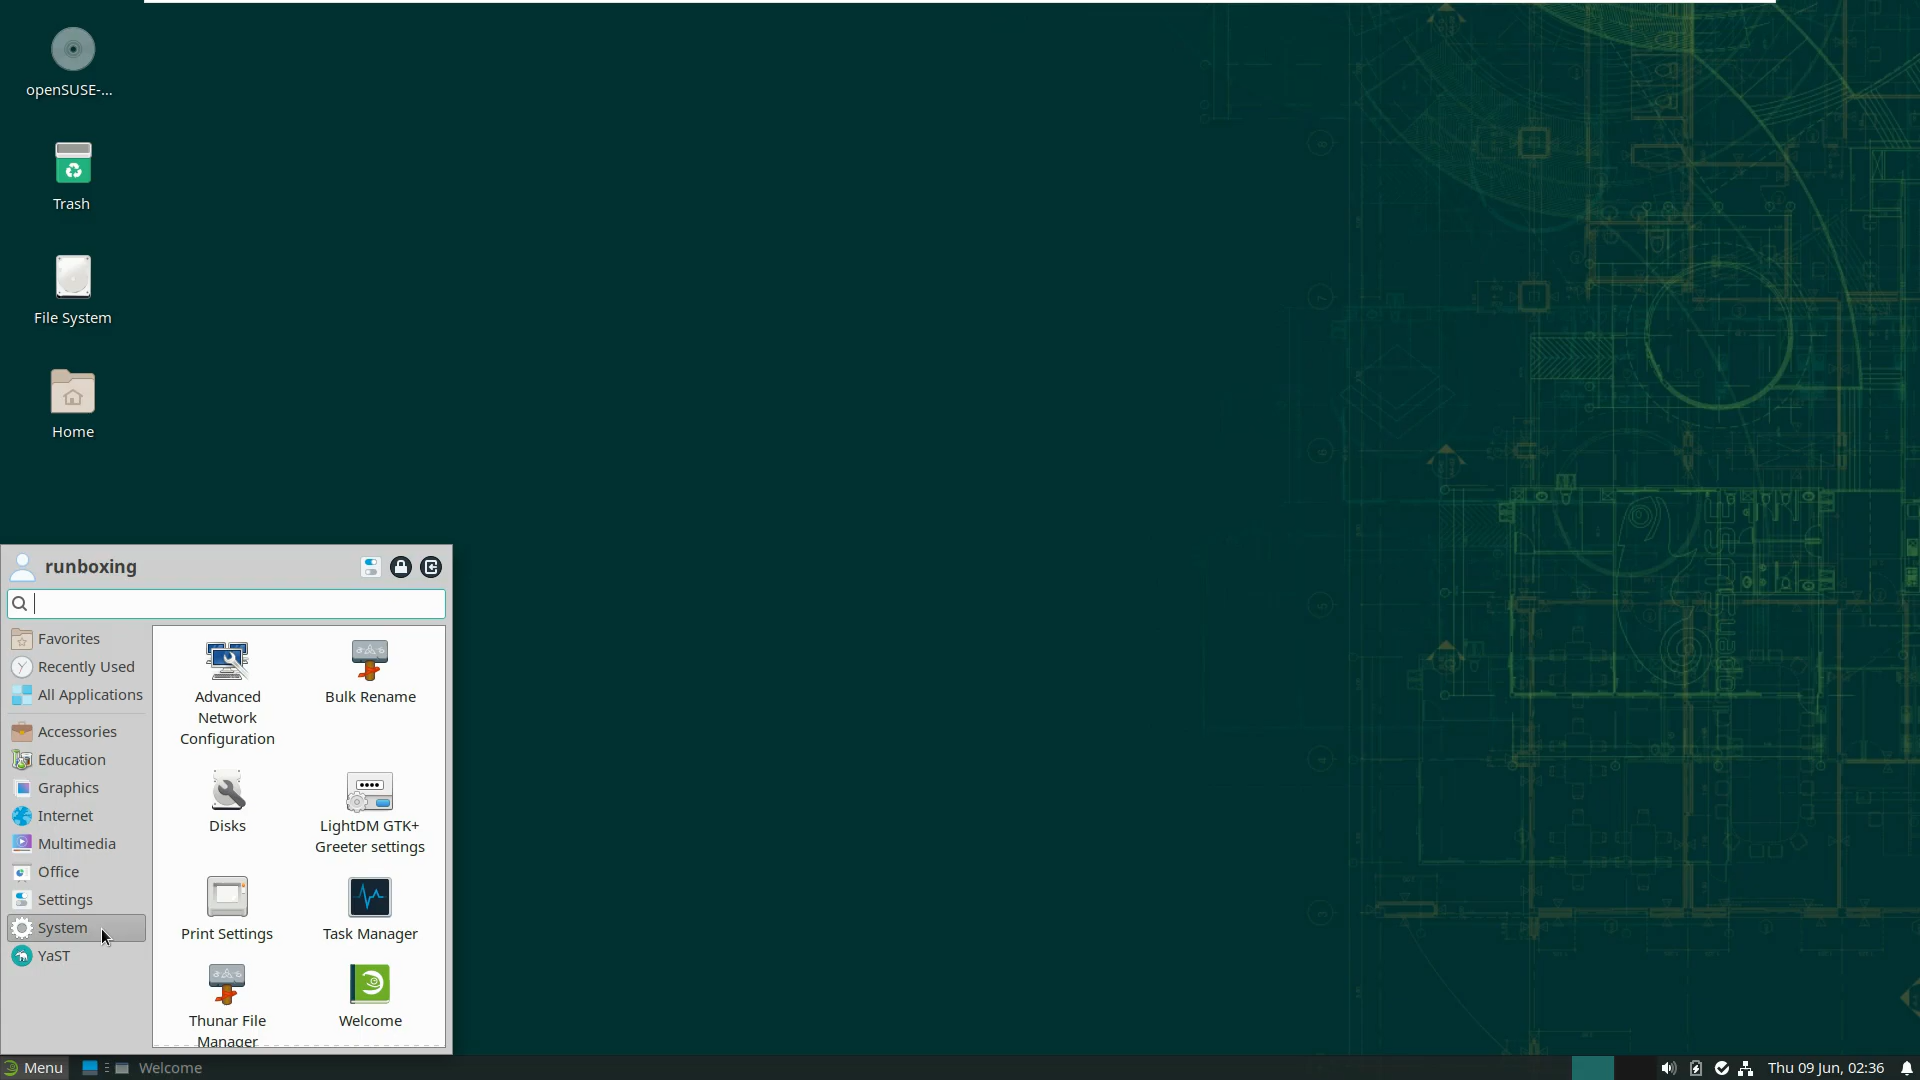 openSUSE-...
Trash
File System
Home
runboxing
Favorites
Recently Used
All Applications
Accessories
Education
Graphics
Internet
Multimedia
Office
Settings
System
YaST
Advanced
Network
Configuration
Bulk Rename
Disks
LightDM GTK+
Greeter settings
Print Settings
Task Manager
Thunar File
Manager
Welcome
openSUSE
Menu
Welcome
Thu 09 Jun, 02:36